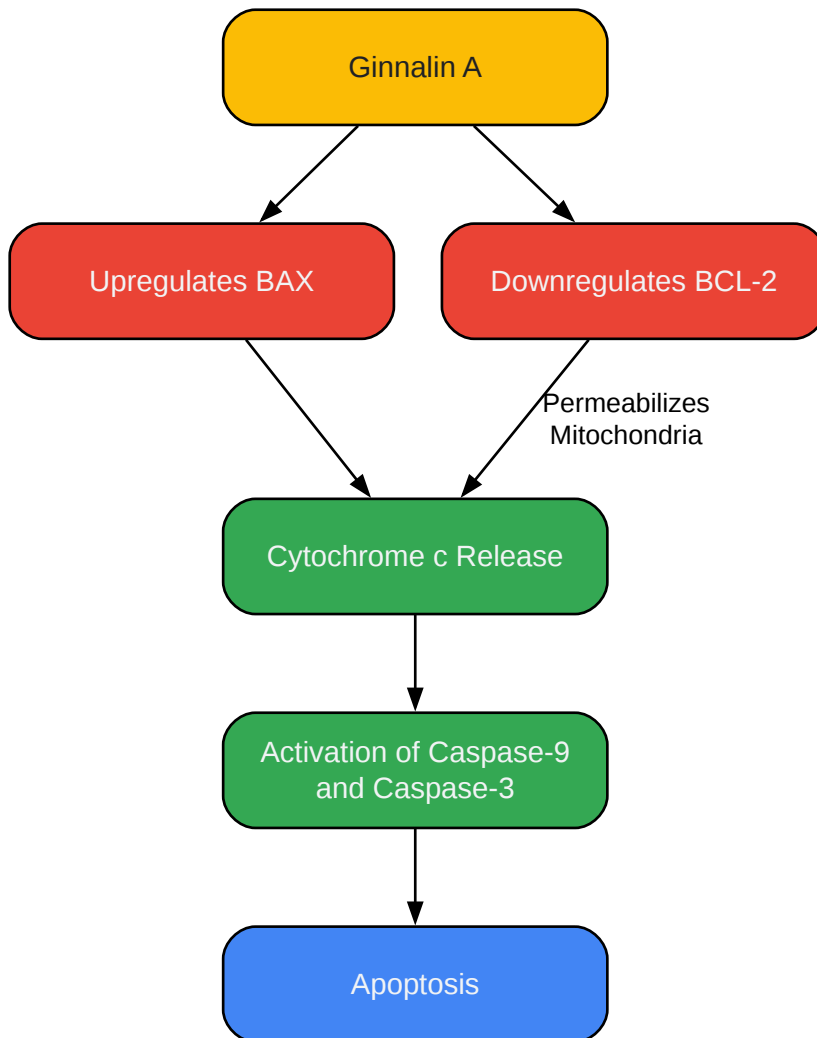 Ginnalin A
Upregulates BAX
Downregulates BCL-2
Permeabilizes
Mitochondria
Cytochrome c Release
Activation of Caspase-9
and Caspase-3
Apoptosis